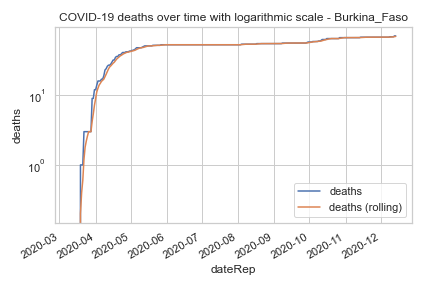 COVID-19 deaths over time with logarithmic scale - Burkina_Faso
deaths
10¹
10⁰
deaths
deaths (rolling)
2020-03
2020-04
2020-05
2020-06
2020-07
2020-08
2020-09
2020-10
2020-11
2020-12
dateRep